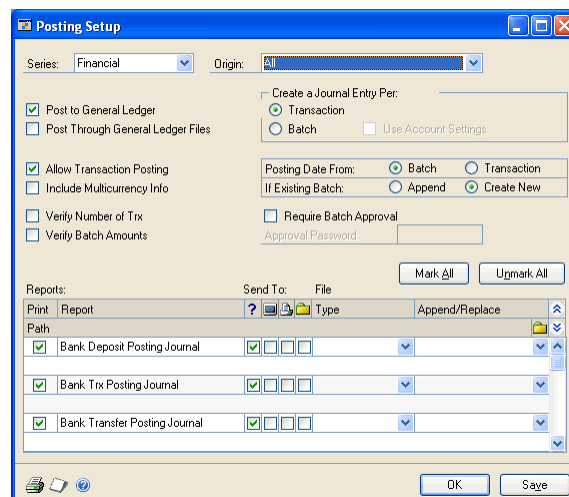 Posting Setup
Series: Financial Origin: All
Create a Journal Entry Per:
Post to General Ledger Transaction
Post Through General Ledger Files Batch Use Account Settings
Allow Transaction Posting Posting Date From: Batch Transaction
Include Multicurrency Info If Existing Batch: Append Create New
Verify Number of Trx Require Batch Approval
Verify Batch Amounts Approval Password
Mark All Unmark All
Reports: Send To: File
Print Report ? Type Append/Replace
Path
Bank Deposit Posting Journal
Bank Trx Posting Journal
Bank Transfer Posting Journal
OK Save